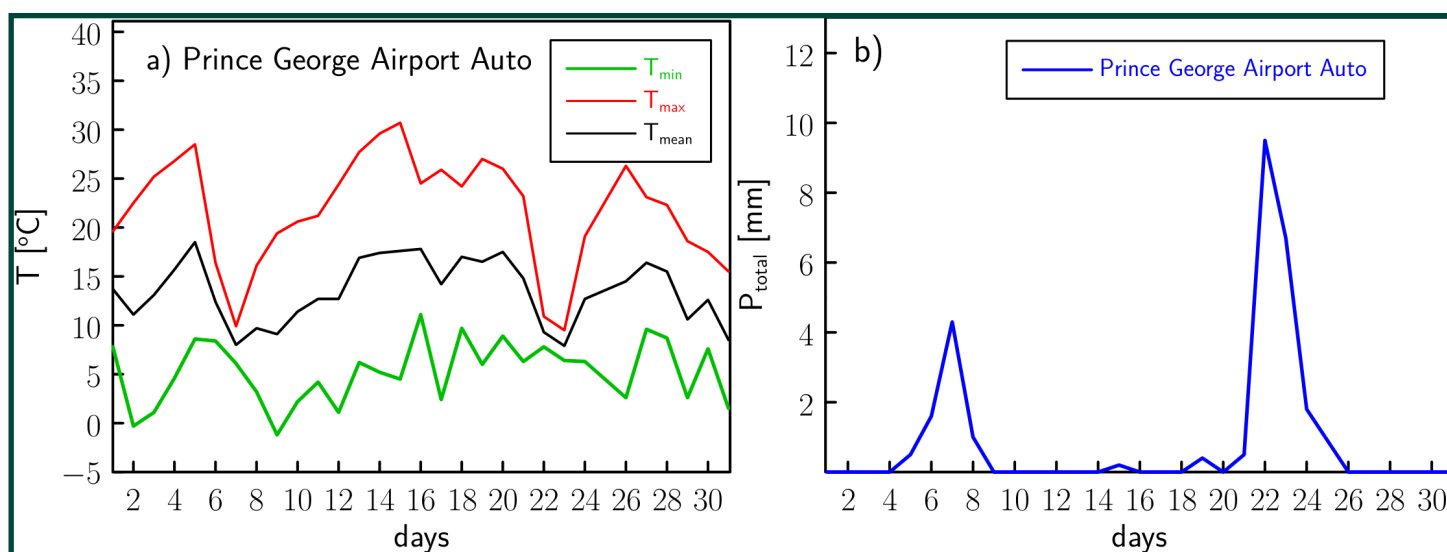 a) Prince George Airport Auto
T_min
T_max
T_mean
40
35
30
25
20
15
10
5
0
−5
T [°C]
2 4 6 8 10 12 14 16 18 20 22 24 26 28 30
days
b)
Prince George Airport Auto
12
10
8
6
4
2
P_total [mm]
2 4 6 8 10 12 14 16 18 20 22 24 26 28 30
days